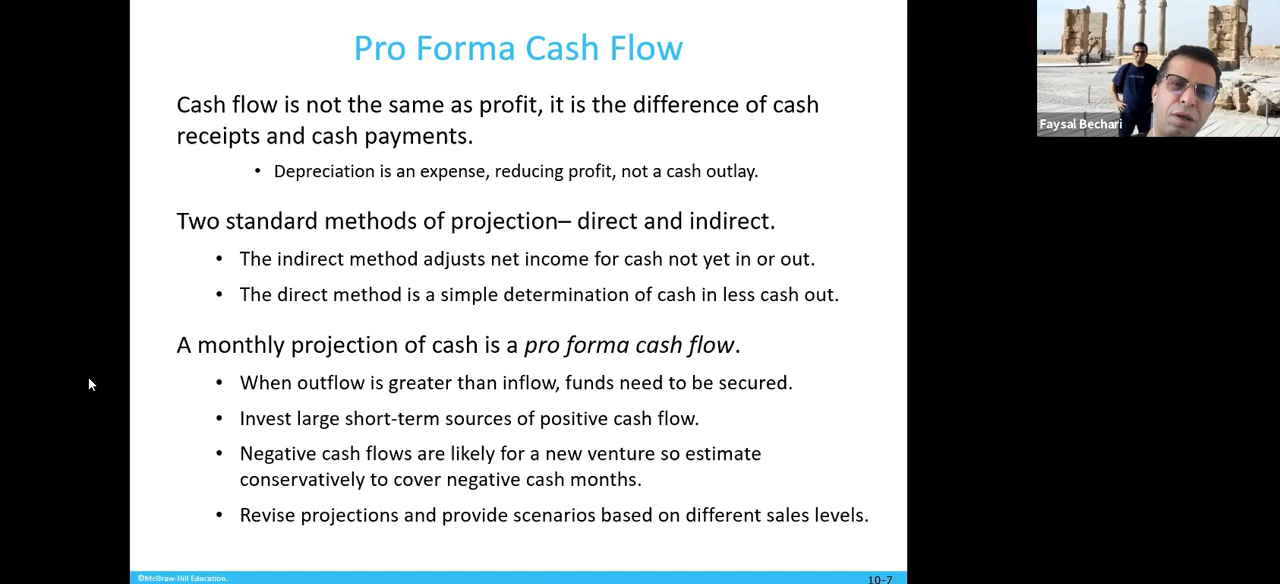 Pro Forma Cash Flow
Cash flow is not the same as profit, it is the difference of cash
receipts and cash payments.
• Depreciation is an expense, reducing profit, not a cash outlay.
Two standard methods of projection– direct and indirect.
• The indirect method adjusts net income for cash not yet in or out.
• The direct method is a simple determination of cash in less cash out.
A monthly projection of cash is a pro forma cash flow.
• When outflow is greater than inflow, funds need to be secured.
• Invest large short-term sources of positive cash flow.
• Negative cash flows are likely for a new venture so estimate
conservatively to cover negative cash months.
• Revise projections and provide scenarios based on different sales levels.
©McGraw-Hill Education.
10-7
Faysal Bechari